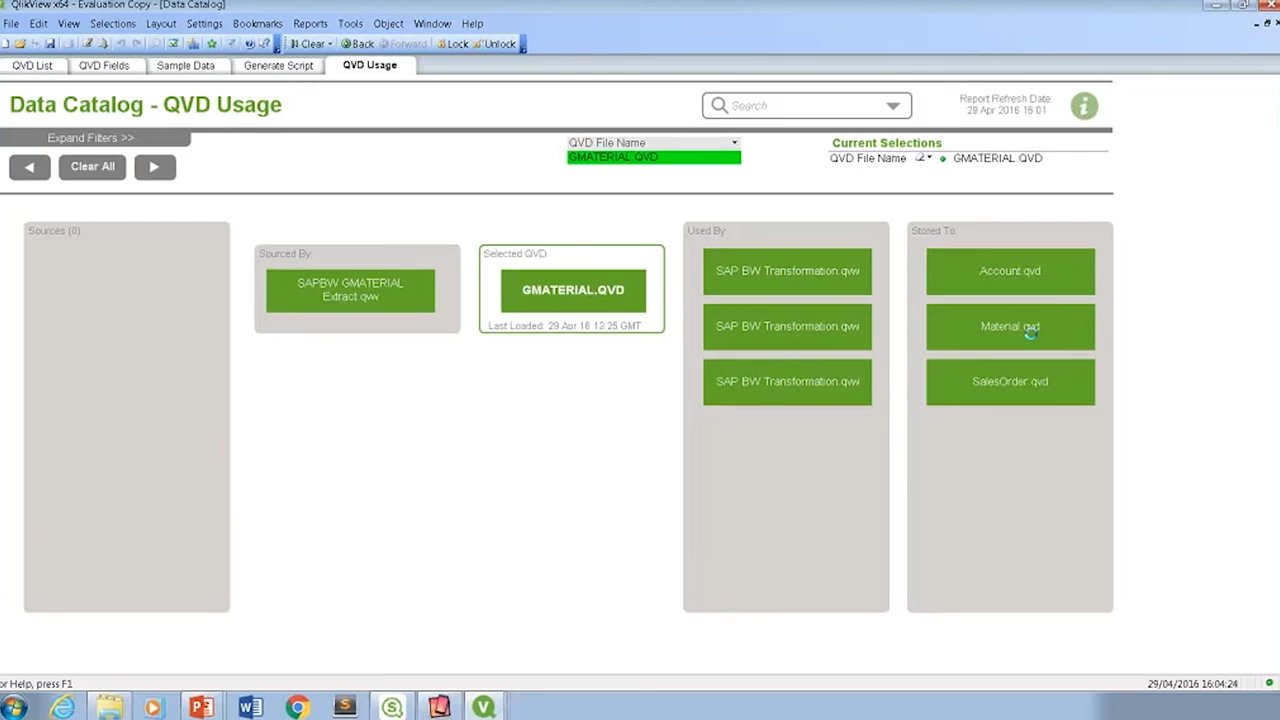 QlikView x64 - Evaluation Copy - [Data Catalog]
File Edit View Selections Layout Settings Bookmarks Reports Tools Object Window Help
Clear Back Forward Lock Unlock
QVD List QVD Fields Sample Data Generate Script QVD Usage
Data Catalog - QVD Usage
Search
Report Refresh Date:
29 Apr 2016 16:01
Expand Filters >>
Clear All
QVD File Name
GMATERIAL.QVD
Current Selections
QVD File Name GMATERIAL.QVD
Sources (0)
Sourced By:
SAPBW GMATERIAL
Extract.qvw
Selected QVD:
GMATERIAL.QVD
Last Loaded: 29 Apr 16 13:25 GMT
Used By:
SAP BW Transformation.qvw
SAP BW Transformation.qvw
SAP BW Transformation.qvw
Stored To:
Account.qvd
Material.qvd
SalesOrder.qvd
or Help, press F1
29/04/2016 16:04:24